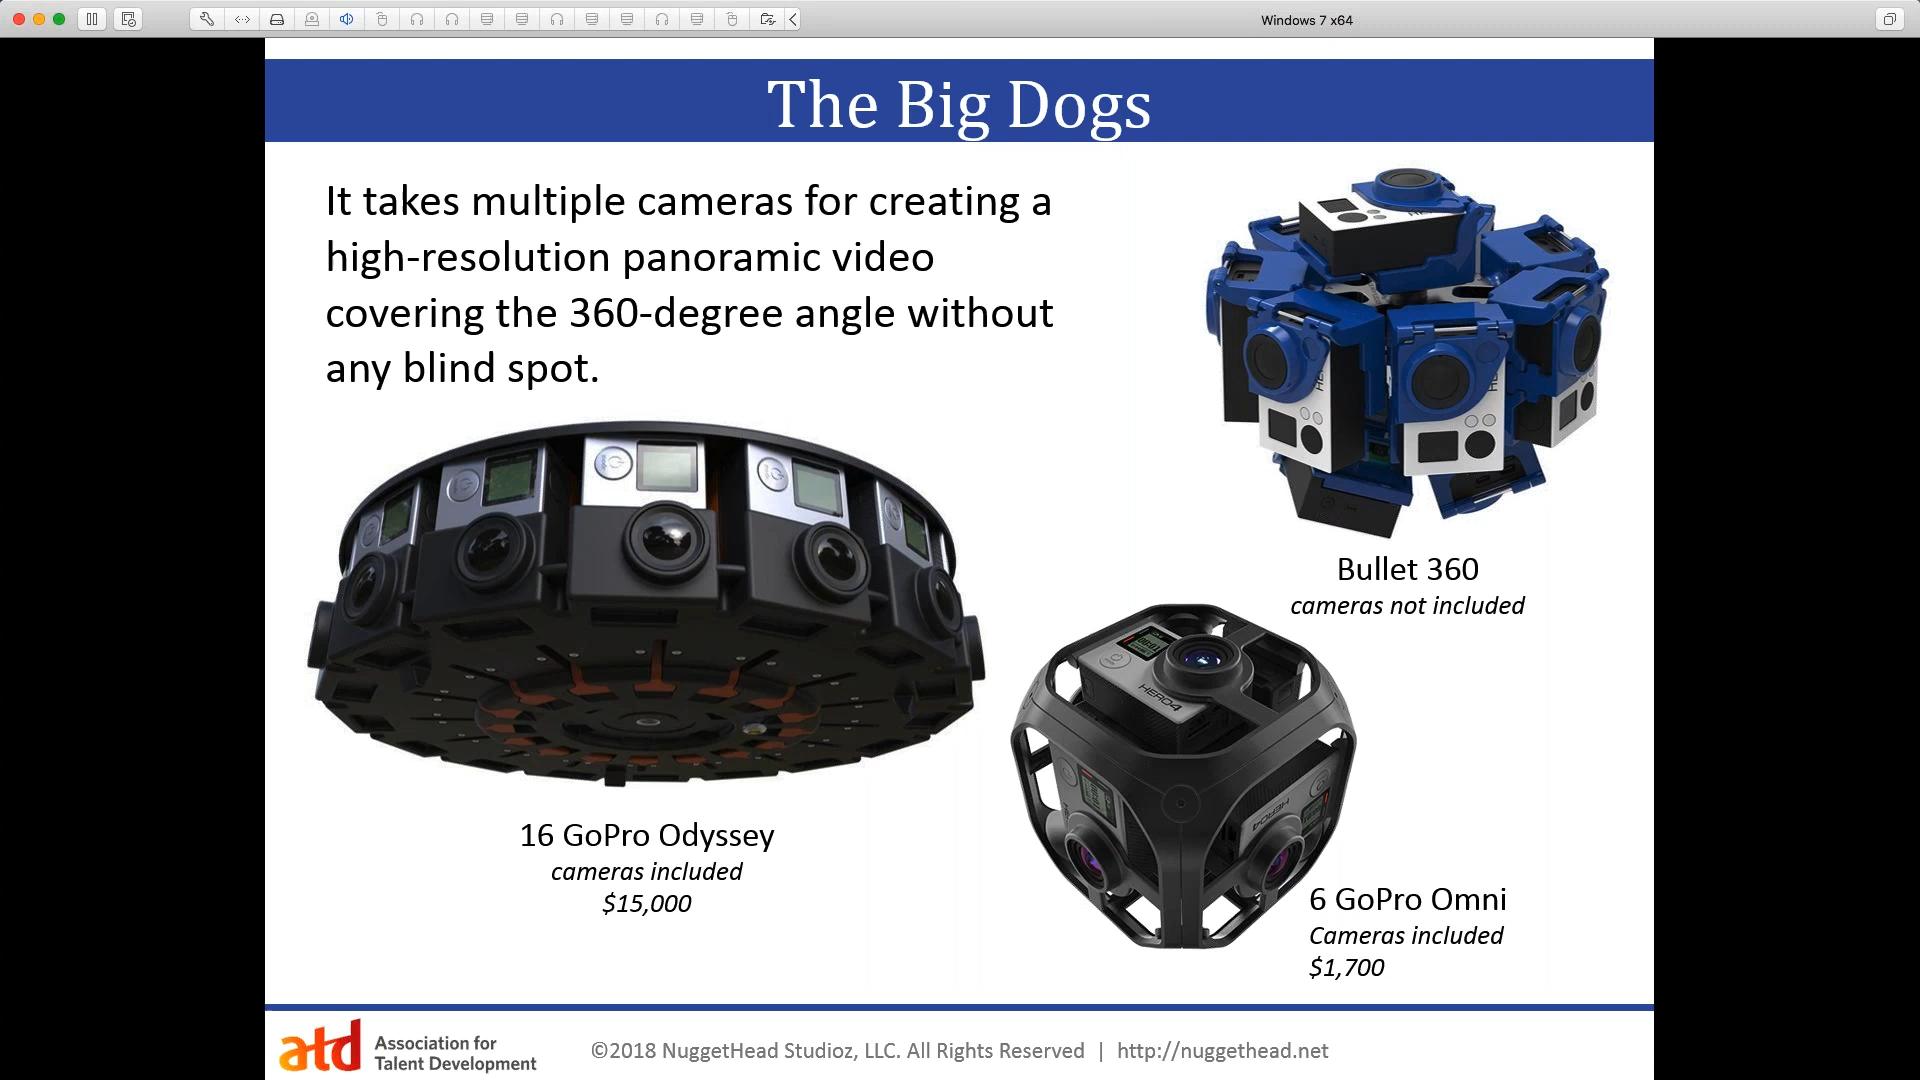 Windows 7 x64
The Big Dogs
It takes multiple cameras for creating a
high-resolution panoramic video
covering the 360-degree angle without
any blind spot.
Bullet 360
cameras not included
HERO4
16 GoPro Odyssey
cameras included
$15,000
6 GoPro Omni
Cameras included
$1,700
atd
Association for
Talent Development
©2018 NuggetHead Studioz, LLC. All Rights Reserved | http://nuggethead.net